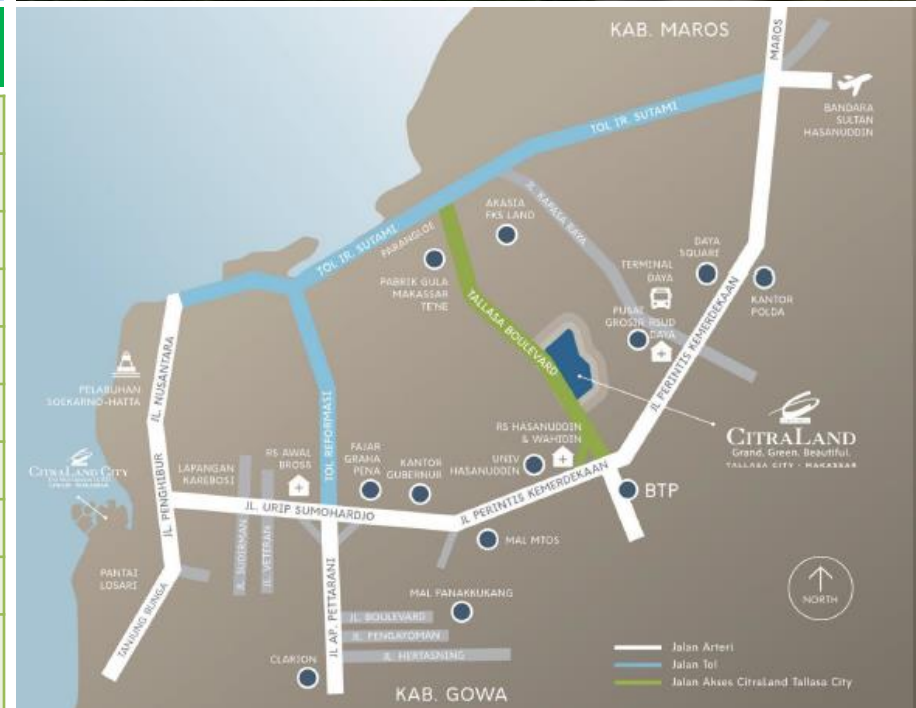 KAB. MAROS
MAROS
BANDARA
SULTAN
HASANUDDIN
TOL IR. SUTAMI
JL. KAPASA RAYA
AKASIA
FKS LAND
TOL IR. SUTAMI
PARANGLOE
PABRIK GULA
MAKASSAR
TE'NE
DAYA
SQUARE
TERMINAL
DAYA
KANTOR
POLDA
PUSAT
GROSIR
RSUD
DAYA
TALLASA BOULEVARD
JL PERINTIS KEMERDEKAAN
JL. NUSANTARA
PELABUHAN
SOEKARNO-HATTA
TOL REFORMASI
CITRALAND
Grand. Green. Beautiful.
TALLASA CITY - MAKASSAR
CITRALAND CITY
LAPANGAN
KAREBOSI
RS AWAL
BROSS
FAJAR
GRAHA
PENA
KANTOR
GUBERNUR
UNIV
HASANUDDIN
RS HASANUDDIN
& WAHIDIN
JL. PENGHIBUR
JL. URIP SUMOHARDJO
JL PERINTIS KEMERDEKAAN
BTP
MAL MTOS
JL SUDIRMAN
JL. VETERAN
PANTAI
LOSARI
TANJUNG BUNGA
JL AP. PETTARANI
MAL PANAKKUKANG
JL. BOULEVARD
JL. PENGAYOMAN
JL. HERTASNING
CLARION
KAB. GOWA
NORTH
Jalan Arteri
Jalan Tol
Jalan Akses CitraLand Tallasa City